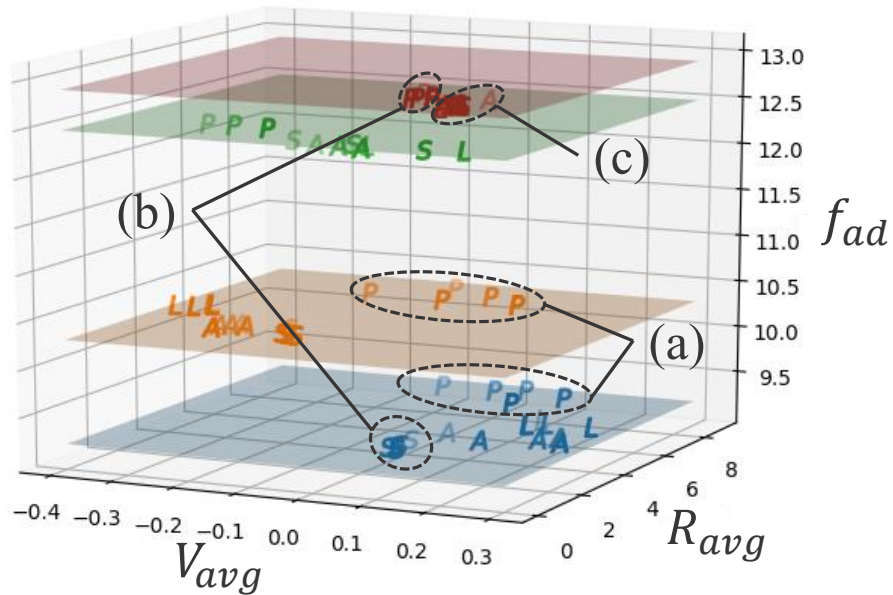 13.0
PPP A
12.5
P P P S A A S A S L
12.0
(c)
(b)
11.5
11.0
f_ad
10.5
P P P P P
L L L
10.0
A A A A S S
(a)
9.5
P P P P P
L L L
S S S A A A A
8
6
4
2
0
R_avg
−0.4 −0.3 −0.2 −0.1 0.0 0.1 0.2 0.3
V_avg